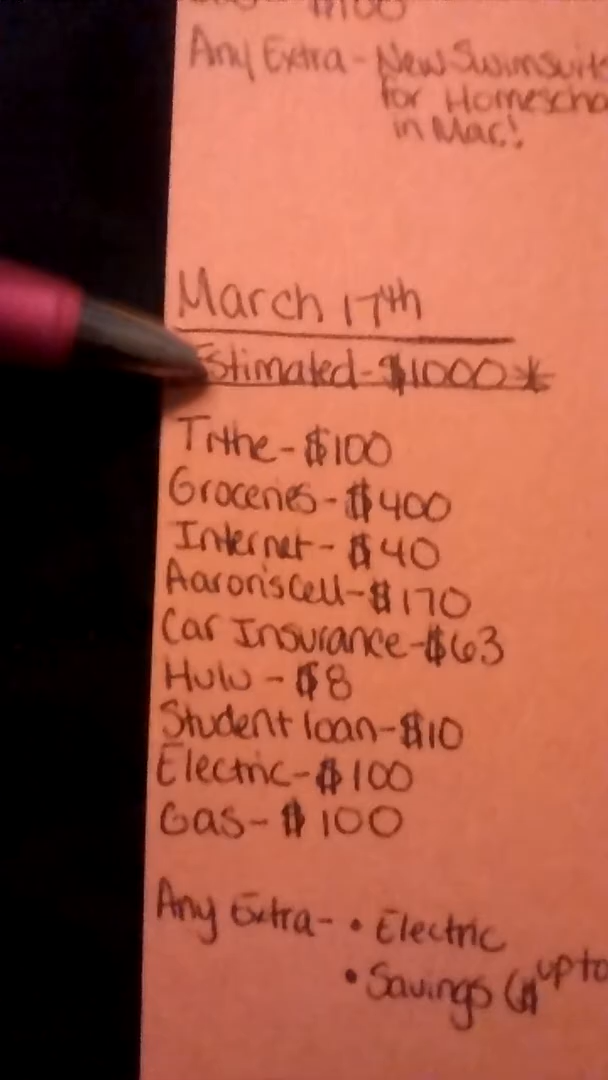 Any Extra - New Swimsuits
for Homescho
in Mac!
March 17th
Estimated - $1000*
Tithe - $100
Groceries - $400
Internet - $40
Aaron's Cell - $170
Car Insurance - $63
Hulu - $8
Student loan - $10
Electric - $100
Gas - $100
Any Extra - • Electric
• Savings ($ up to